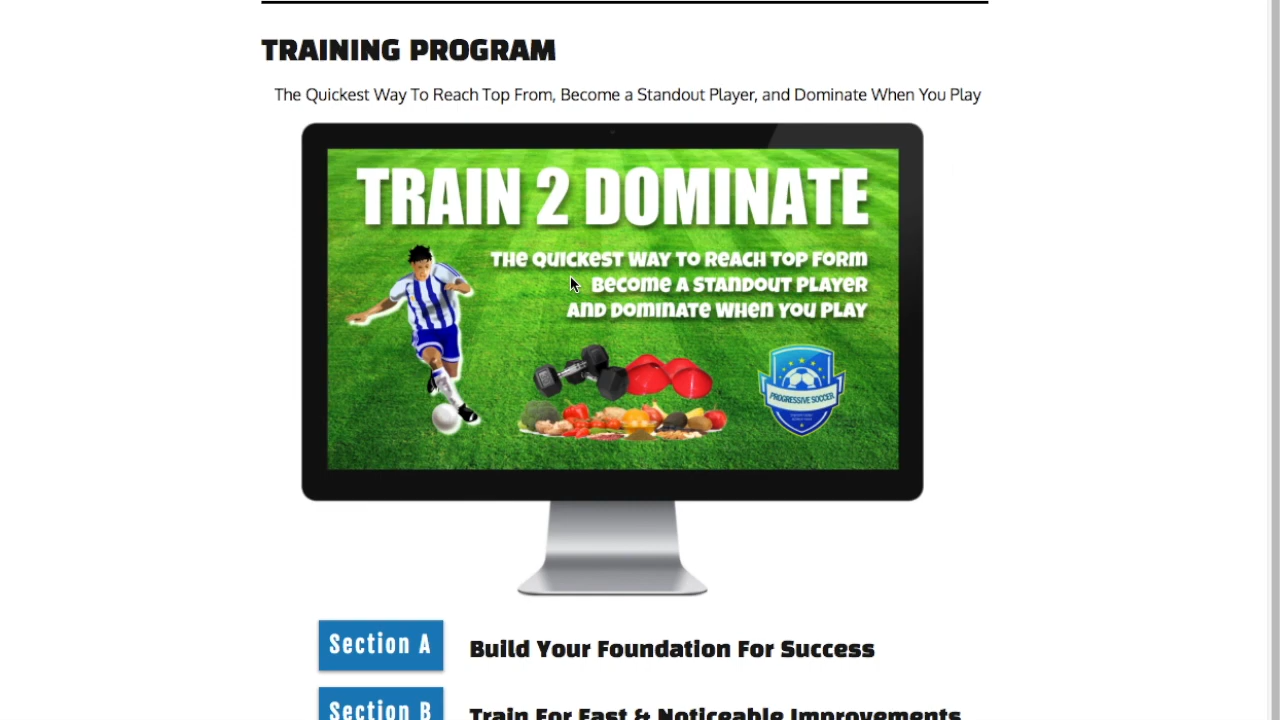 TRAINING PROGRAM
The Quickest Way To Reach Top From, Become a Standout Player, and Dominate When You Play
TRAIN 2 DOMINATE
THE QUICKEST WAY TO REACH TOP FORM
BECOME A STANDOUT PLAYER
AND DOMINATE WHEN YOU PLAY
PROGRESSIVE SOCCER
Section A
Build Your Foundation For Success
Section B
Train For Fast & Noticeable Improvements